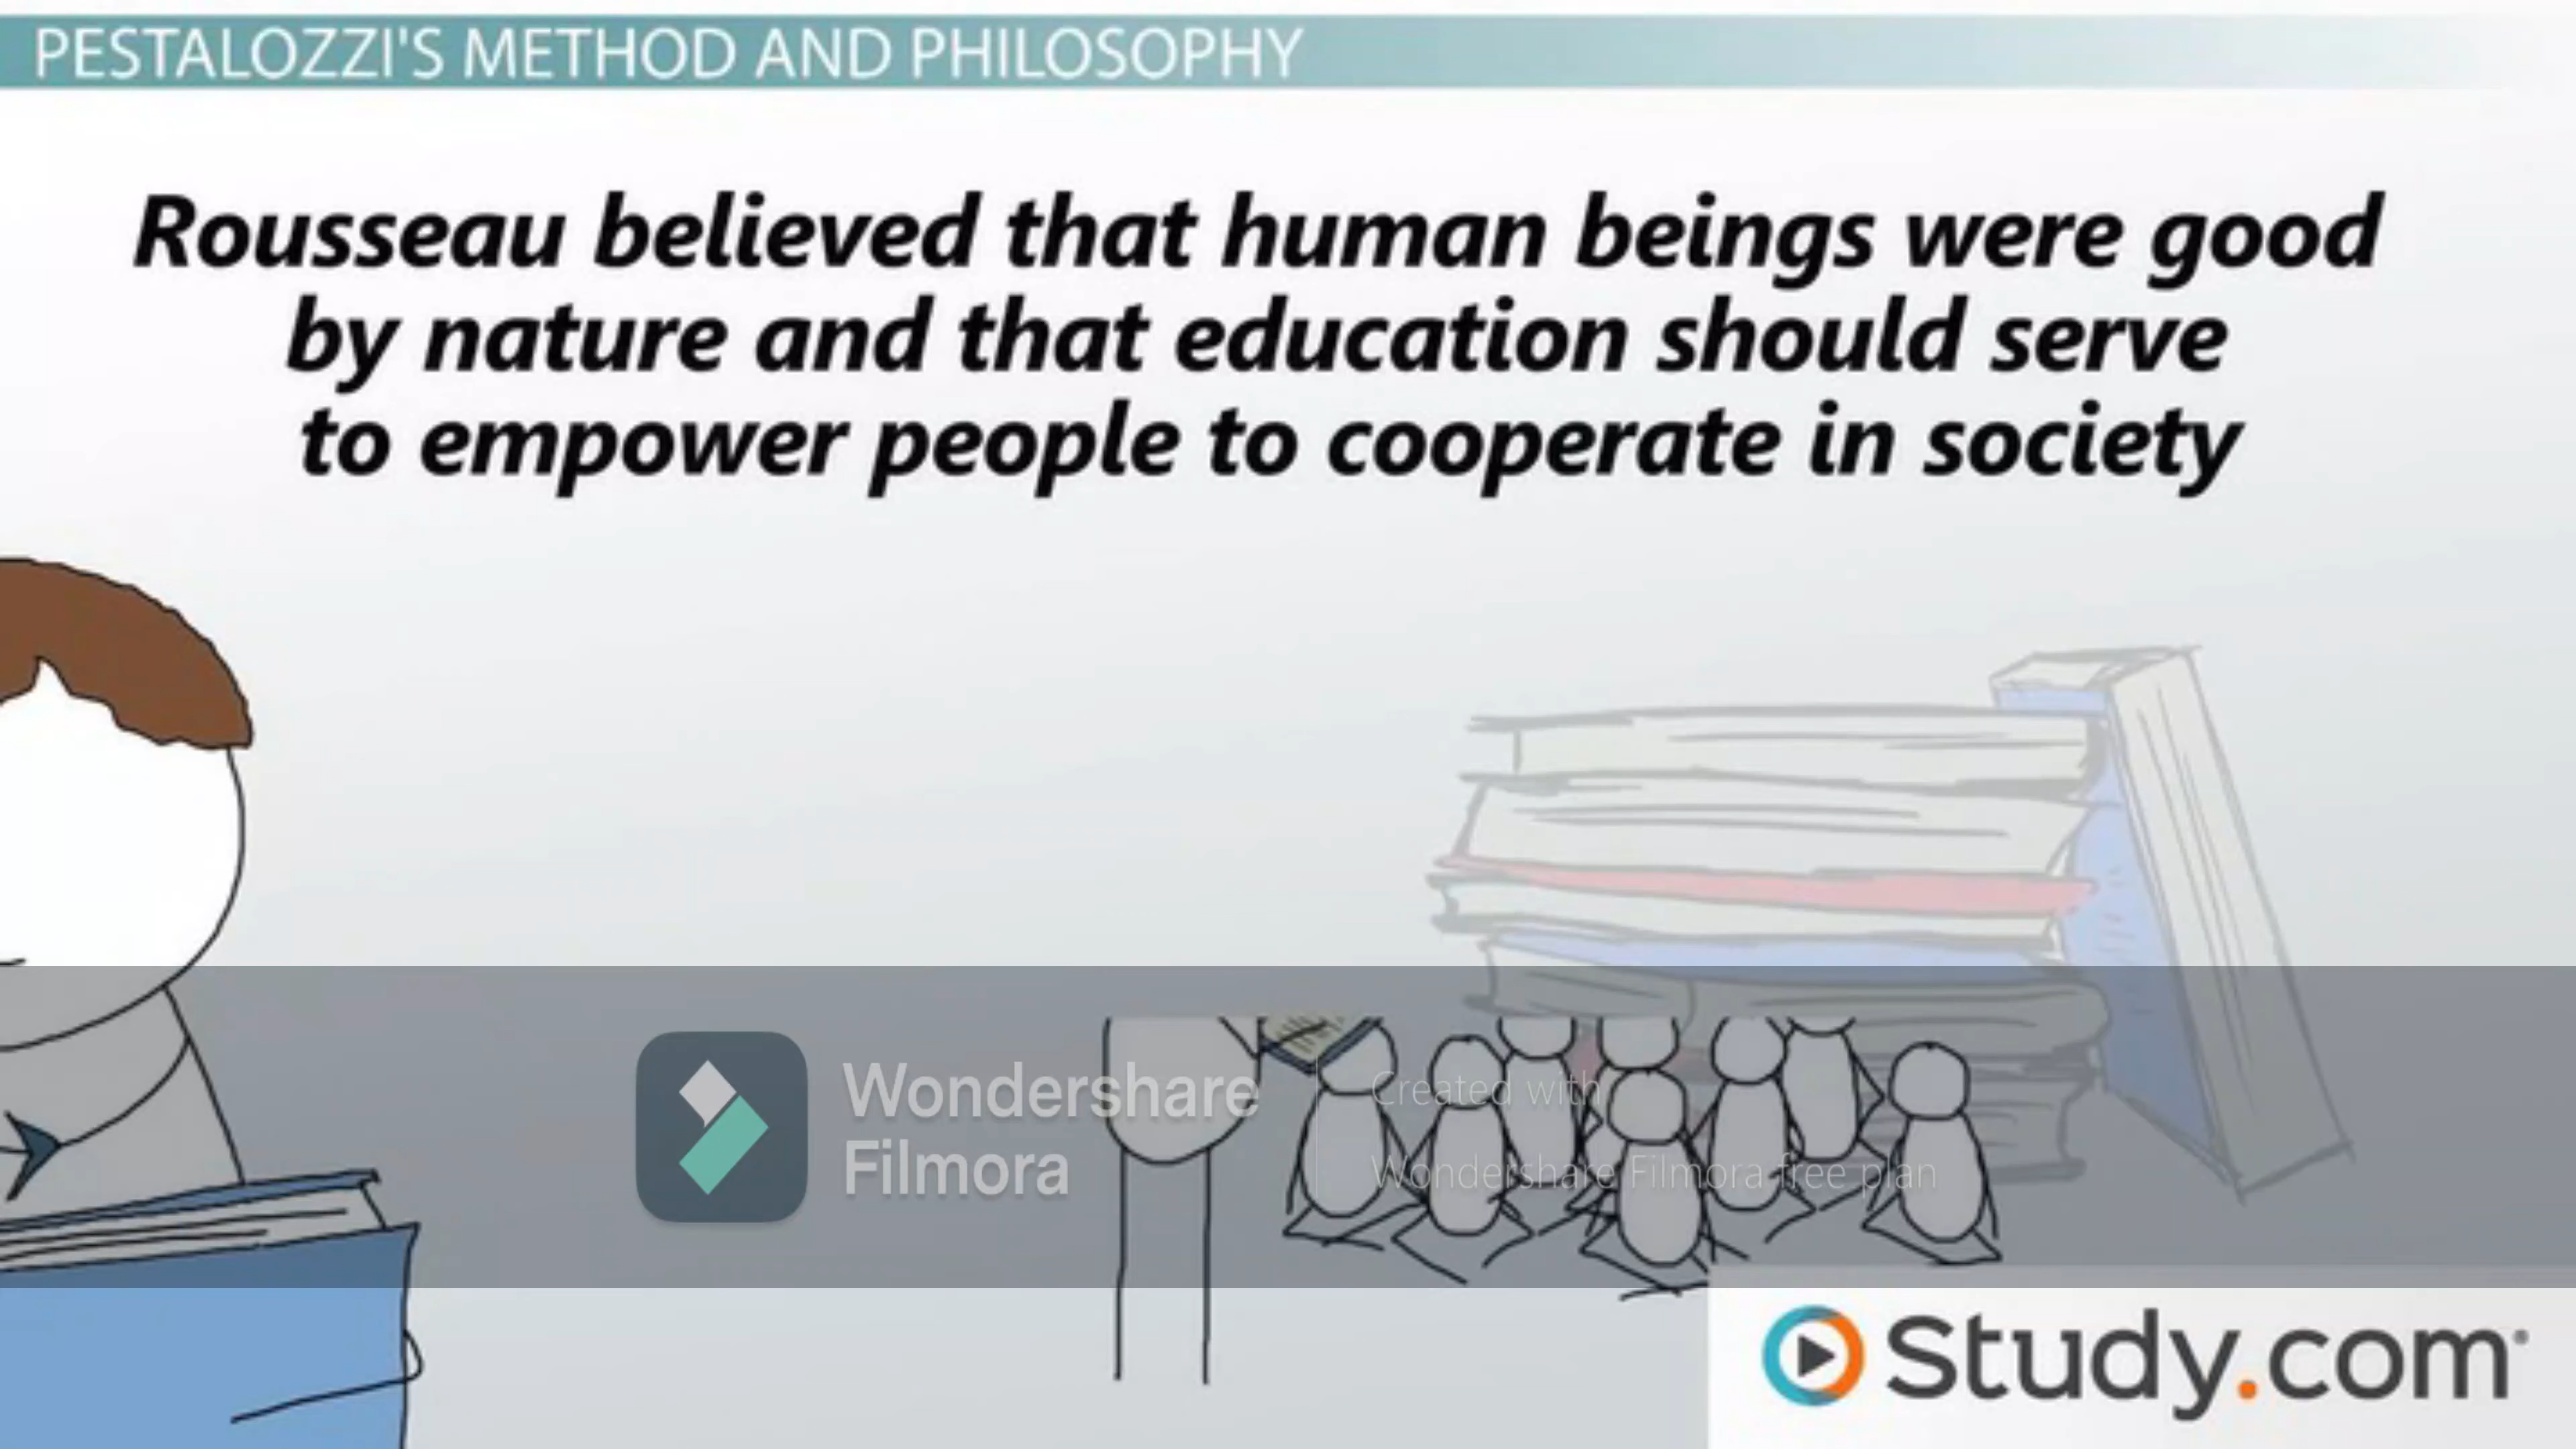 PESTALOZZI'S METHOD AND PHILOSOPHY
Rousseau believed that human beings were good
by nature and that education should serve
to empower people to cooperate in society
Wondershare
Filmora
Created with
Wondershare Filmora free plan
Study.com